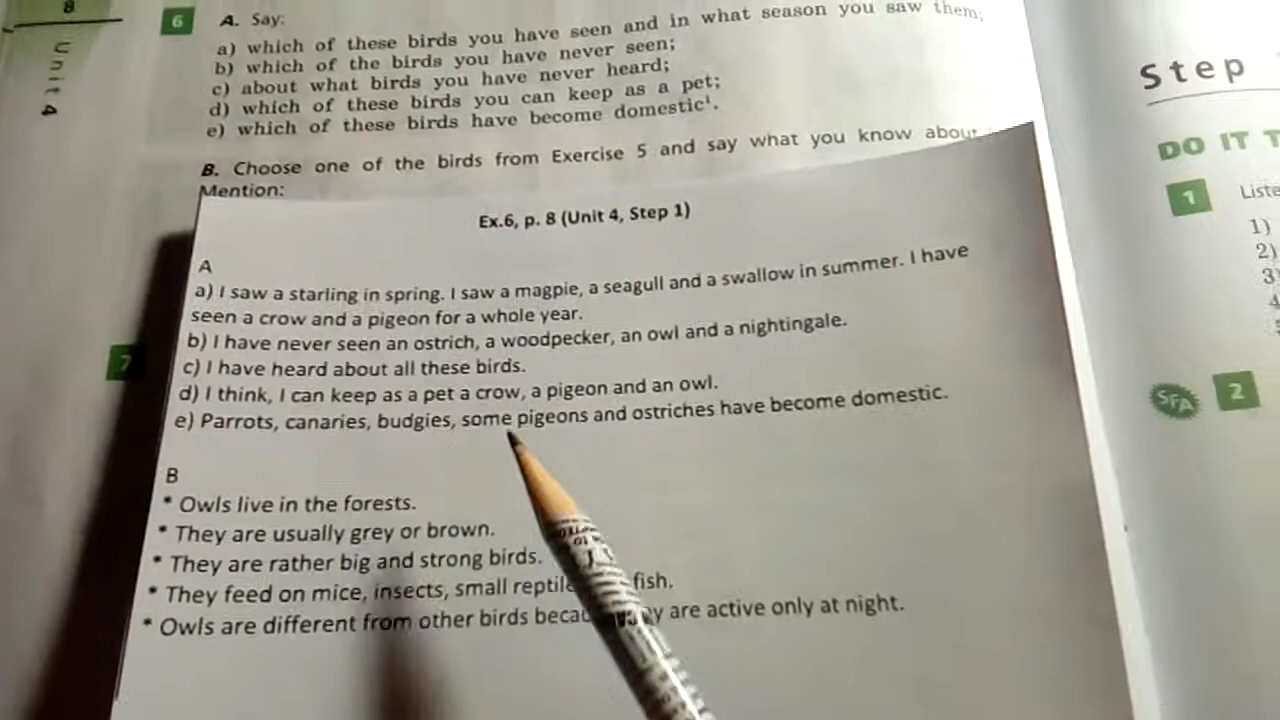 8
Unit 4
6 A. Say:
a) which of these birds you have seen and in what season you saw them;
b) which of the birds you have never seen;
c) about what birds you have never heard;
d) which of these birds you can keep as a pet;
e) which of these birds have become domestic¹.
B. Choose one of the birds from Exercise 5 and say what you know about
Mention:
Ex.6, p. 8 (Unit 4, Step 1)
A
a) I saw a starling in spring. I saw a magpie, a seagull and a swallow in summer. I have
seen a crow and a pigeon for a whole year.
b) I have never seen an ostrich, a woodpecker, an owl and a nightingale.
7
c) I have heard about all these birds.
d) I think, I can keep as a pet a crow, a pigeon and an owl.
e) Parrots, canaries, budgies, some pigeons and ostriches have become domestic.
B
* Owls live in the forests.
* They are usually grey or brown.
* They are rather big and strong birds.
* They feed on mice, insects, small fish.
* Owls are different from other birds are active only at night.
Step
DO IT
1
1)
2)
3)
SFA 2